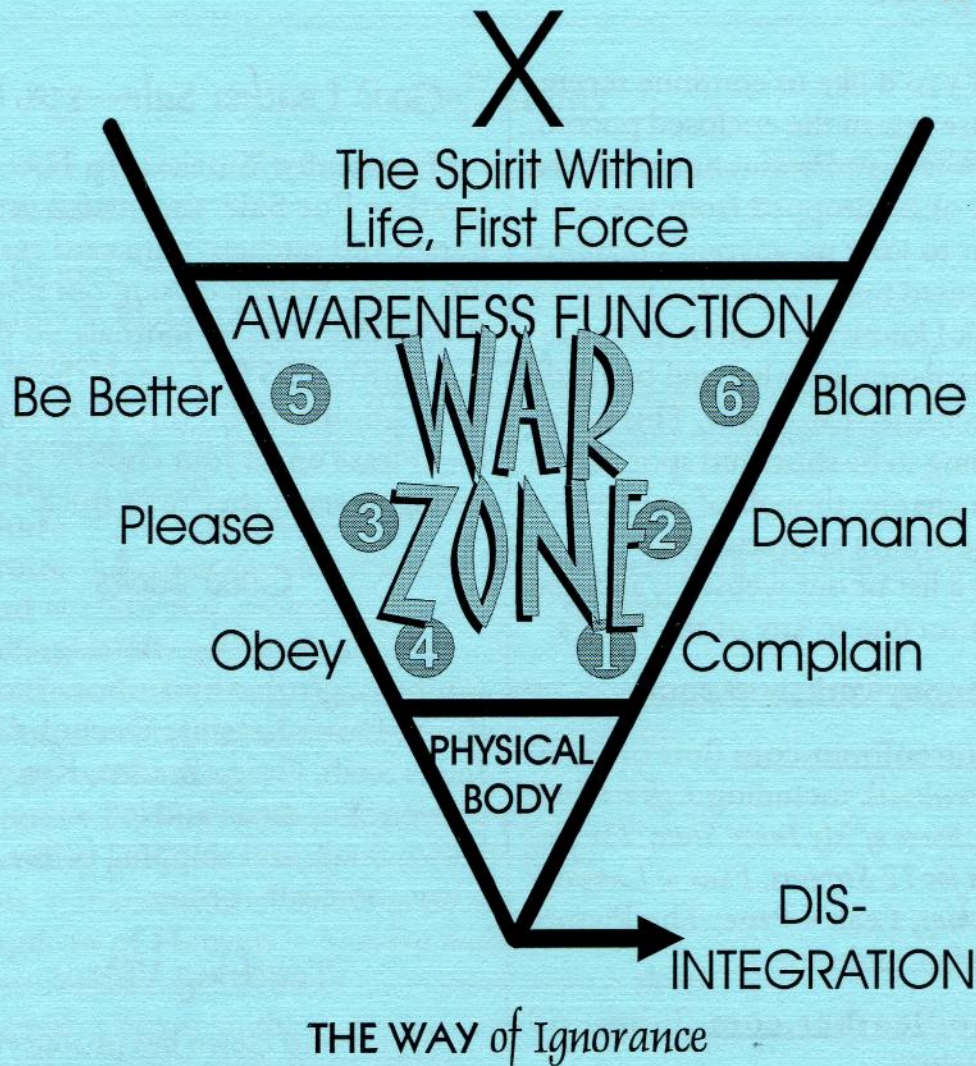 X
The Spirit Within
Life, First Force
AWARENESS FUNCTION
WAR
ZONE
Be Better 5
6 Blame
Please 3
2 Demand
Obey 4
1 Complain
PHYSICAL
BODY
DIS-
INTEGRATION
THE WAY of Ignorance